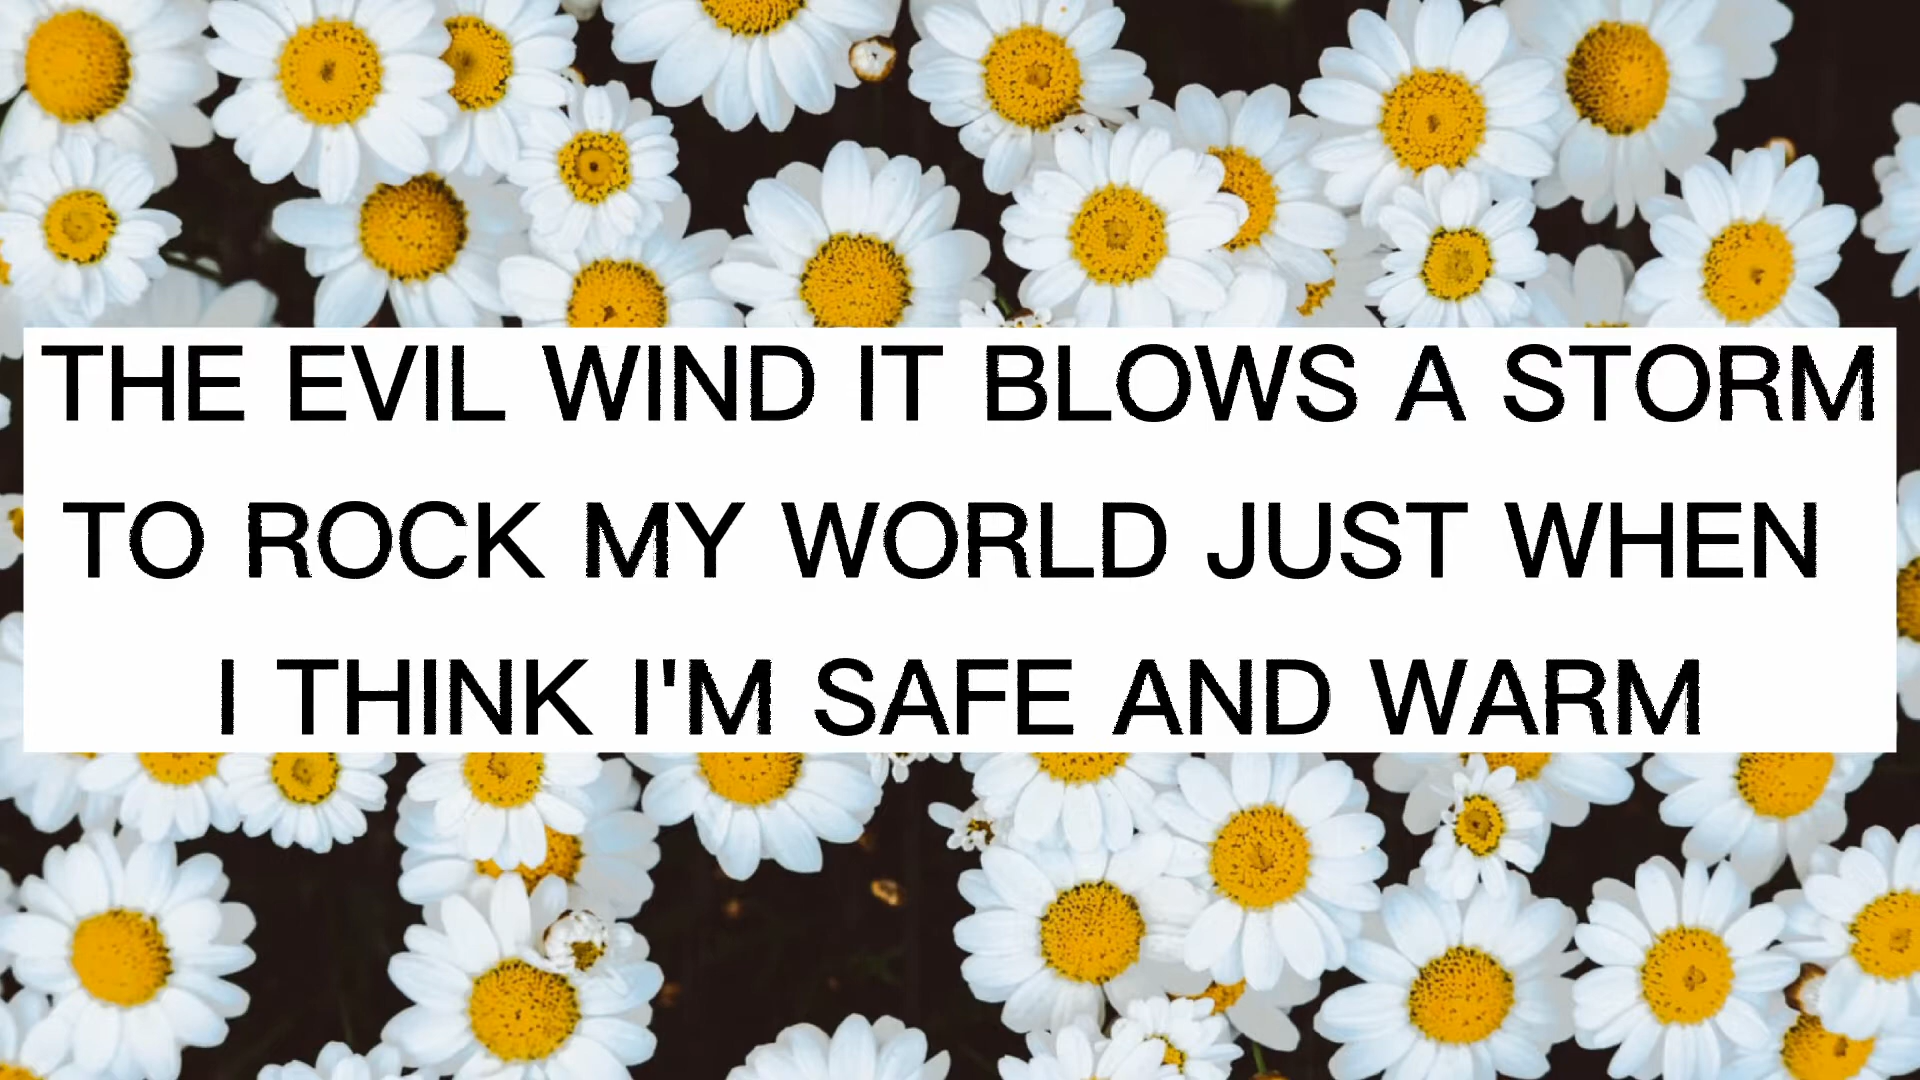 THE EVIL WIND IT BLOWS A STORM
TO ROCK MY WORLD JUST WHEN
I THINK I'M SAFE AND WARM